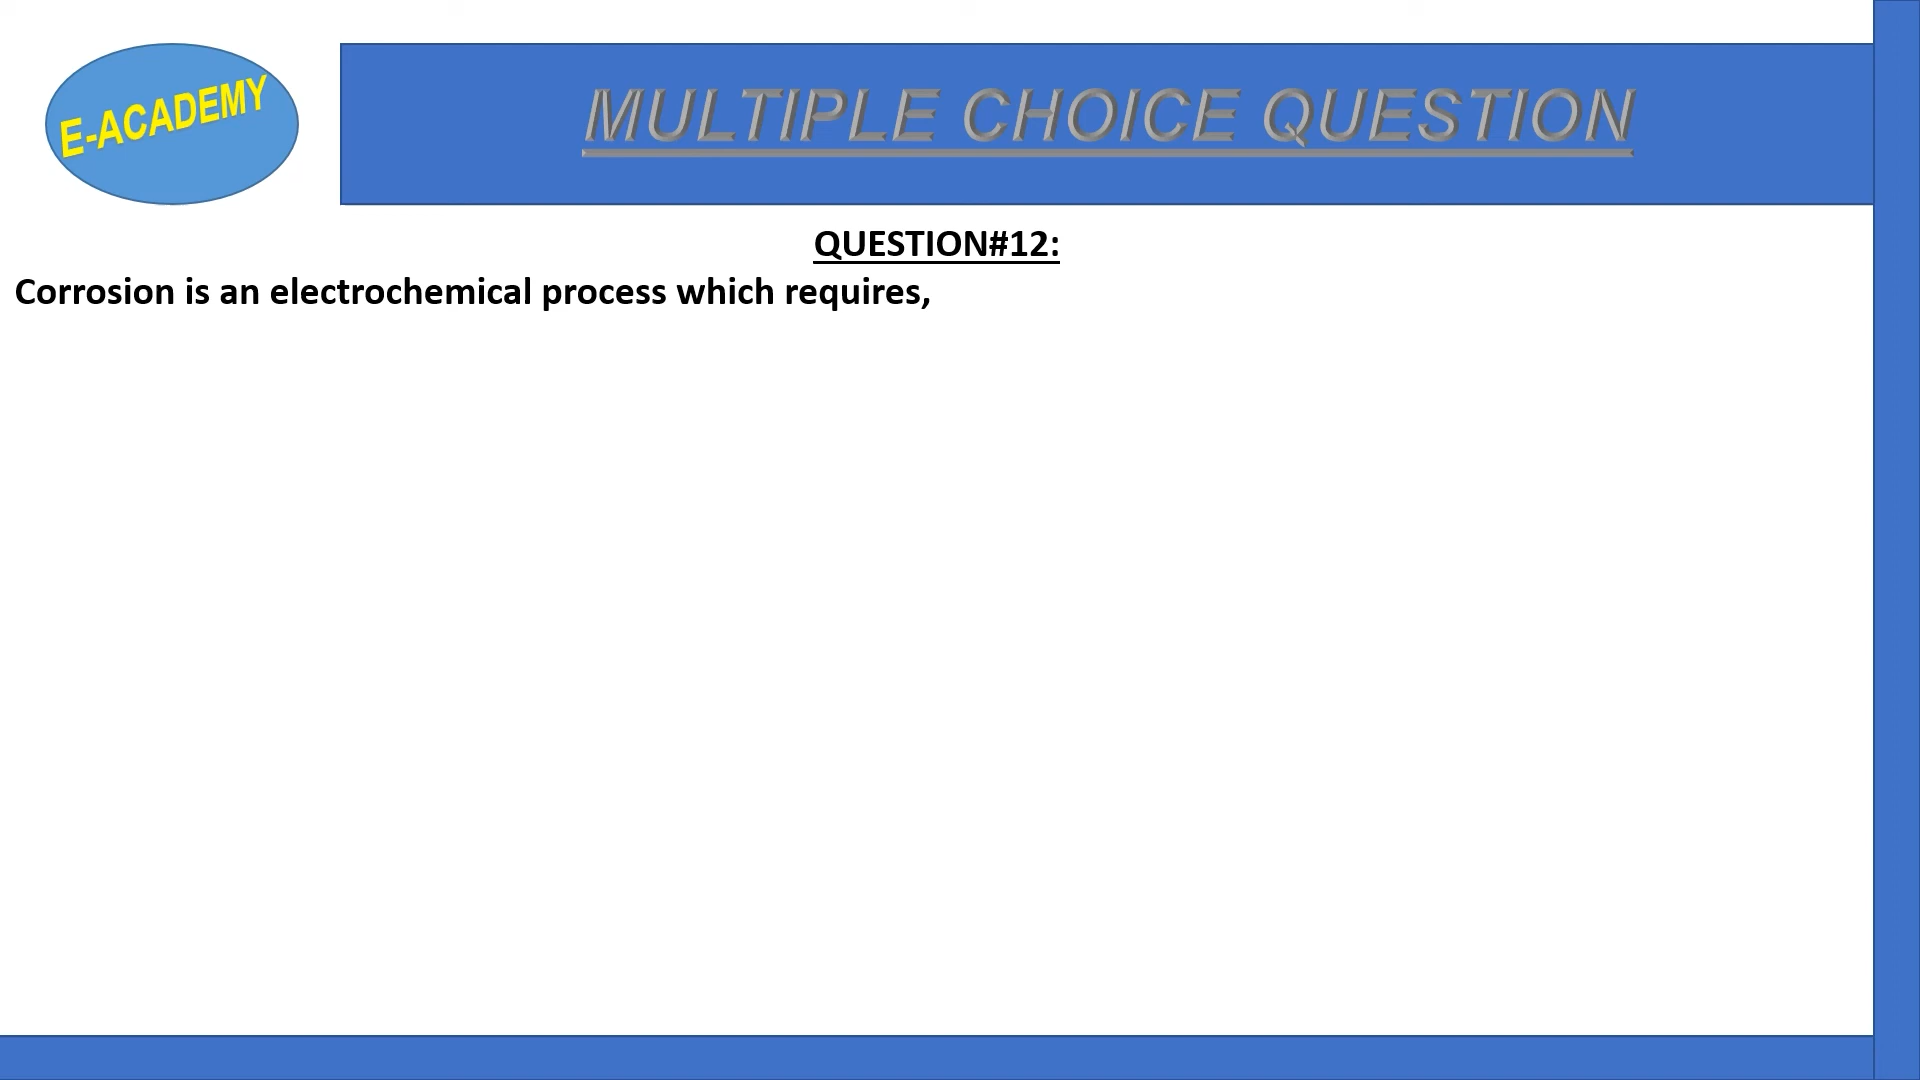 E-ACADEMY
MULTIPLE CHOICE QUESTION
QUESTION#12:
Corrosion is an electrochemical process which requires,